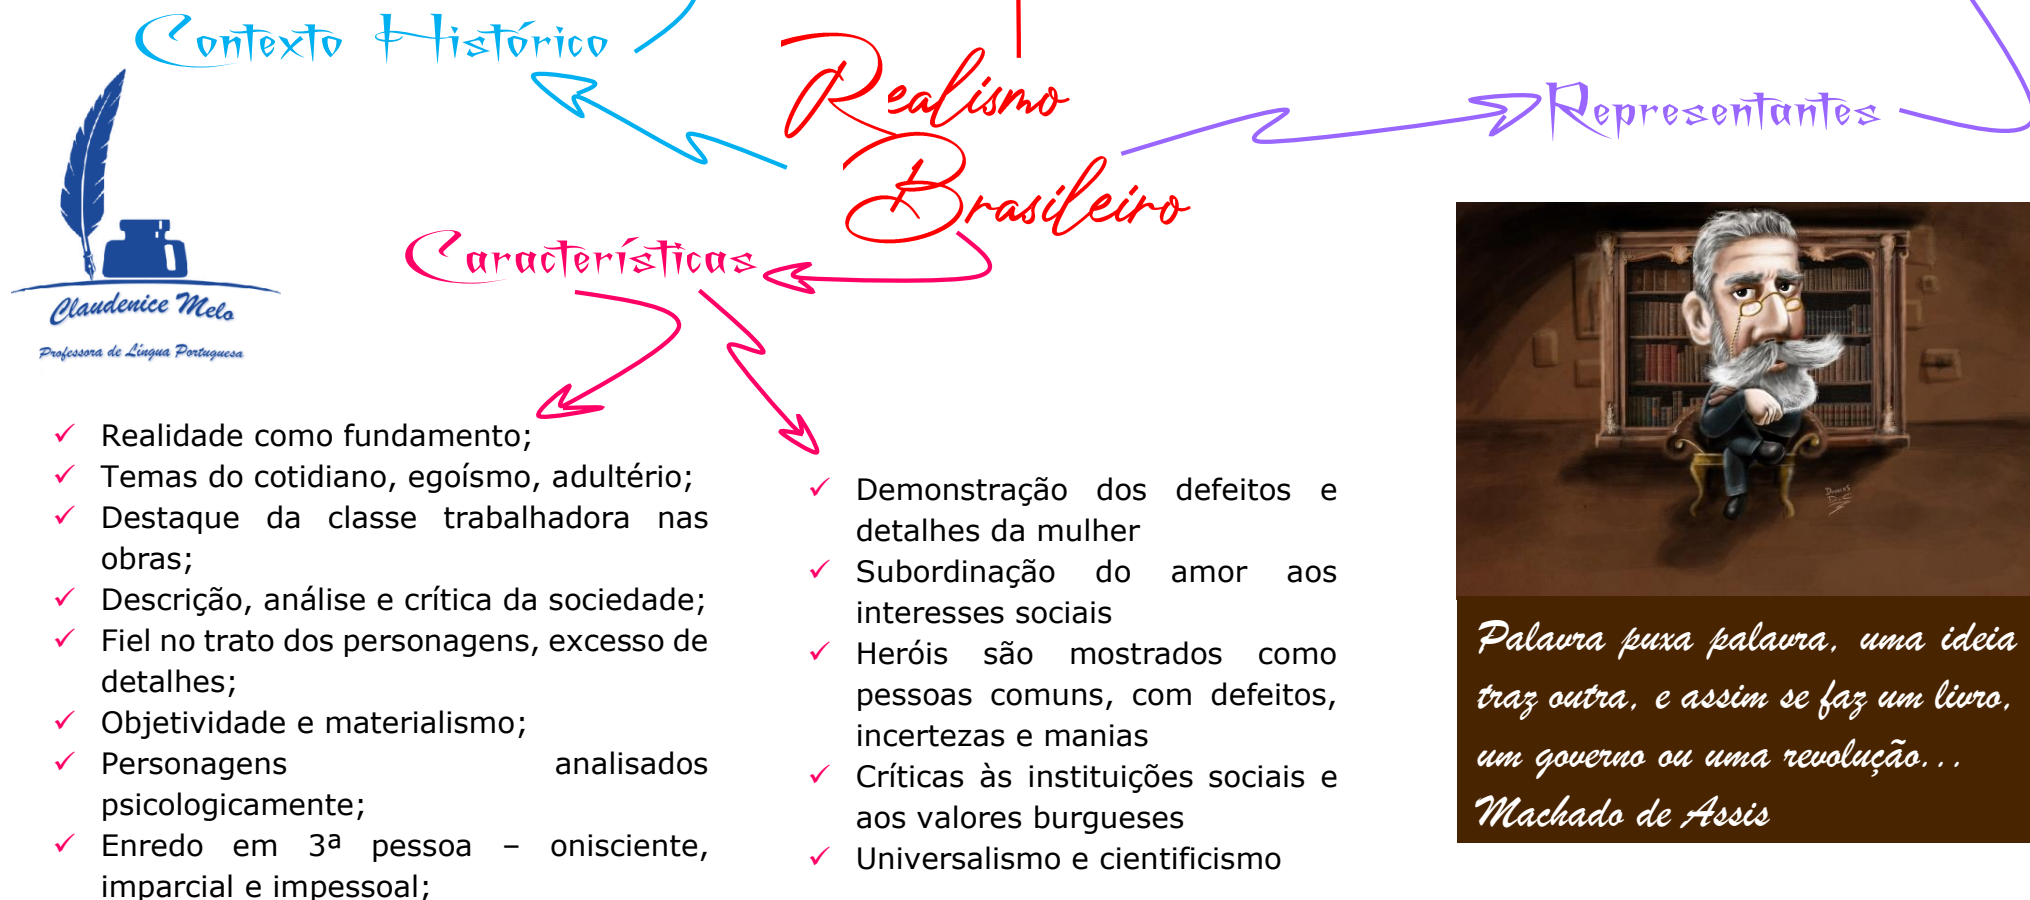 Contexto Histórico
Realismo
Brasileiro
Representantes
Características
Claudenice Melo
Professora de Língua Portuguesa
Realidade como fundamento;
Temas do cotidiano, egoísmo, adultério;
Destaque da classe trabalhadora nas
obras;
Descrição, análise e crítica da sociedade;
Fiel no trato dos personagens, excesso de
detalhes;
Objetividade e materialismo;
Personagens analisados
psicologicamente;
Enredo em 3ª pessoa – onisciente,
imparcial e impessoal;
Demonstração dos defeitos e
detalhes da mulher
Subordinação do amor aos
interesses sociais
Heróis são mostrados como
pessoas comuns, com defeitos,
incertezas e manias
Críticas às instituições sociais e
aos valores burgueses
Universalismo e cientificismo
Palavra puxa palavra, uma ideia
traz outra, e assim se faz um livro,
um governo ou uma revolução...
Machado de Assis